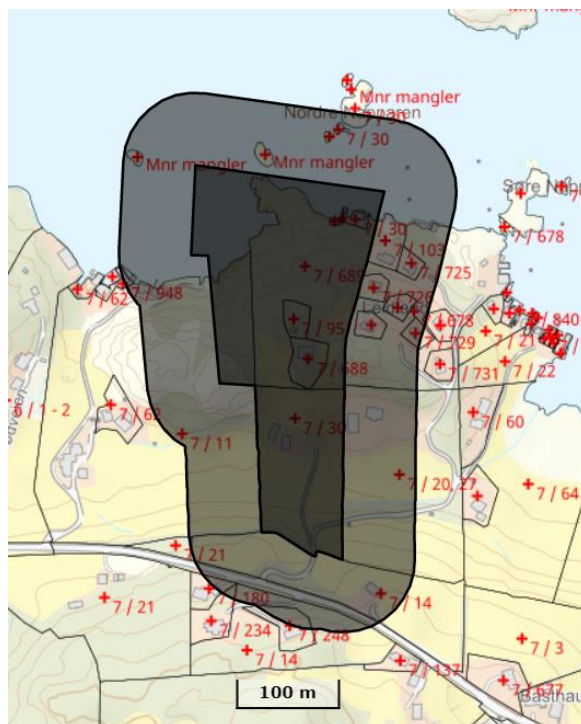 Mnr mangler
Nordre Næparen
7 / 30
Mnr mangler
Mnr mangler
7 / 678
7 / 30
7 / 103
7 / 689
7 / 725
7 / 62
7 / 948
7 / 726
7 / 95
678
7 / 840
7 / 729
7 / 21
7 / 688
7 / 731
7 / 22
6 / 1 - 2
7 / 62
7 / 60
7 / 30
7 / 11
7 / 20, 27
7 / 64
7 / 21
7 / 21
7 / 180
7 / 14
7 / 234
7 / 248
7 / 3
7 / 14
7 / 137
7 / 677
100 m